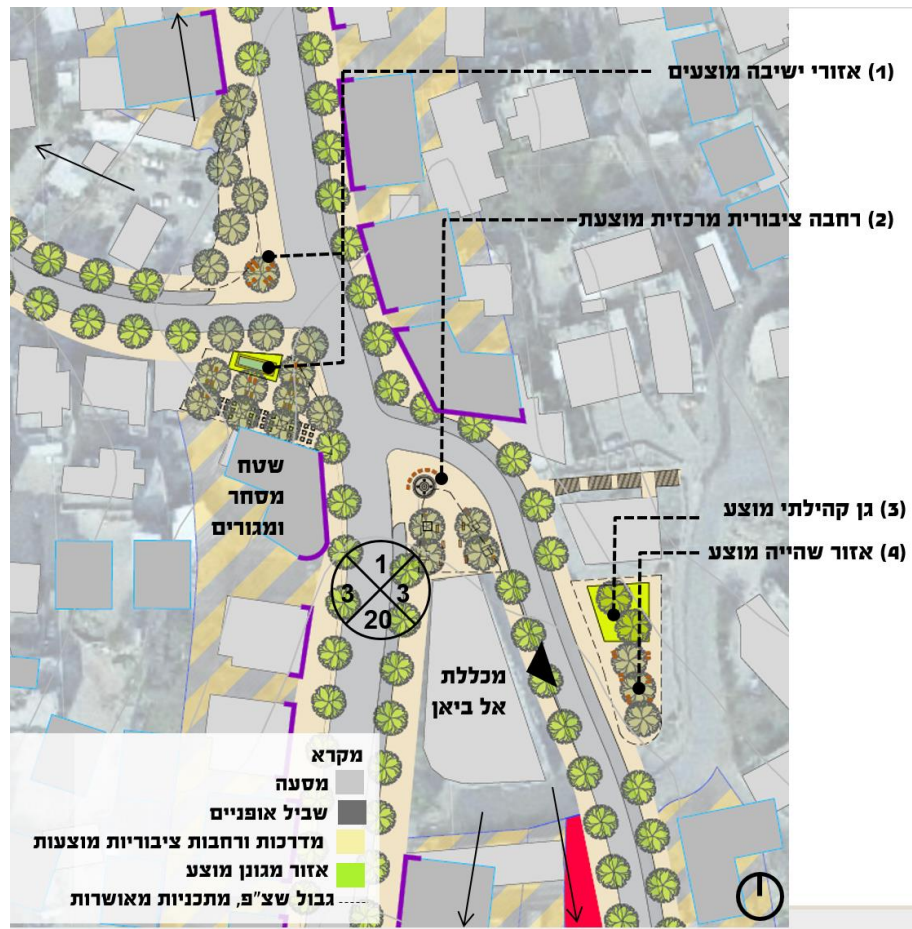 (1) אזורי ישיבה מוצעים
(2) רחבה ציבורית מרכזית מוצעת
(3) גן קהילתי מוצע
(4) אזור שהייה מוצע
שטח
מסחר
ומגורים
1
3 3
20
מכללת
אל ביאן
מקרא
מסעה
שביל אופניים
מדרכות ורחבות ציבוריות מוצעות
אזור מגונן מוצע
גבול שצ"פ, מתכניות מאושרות